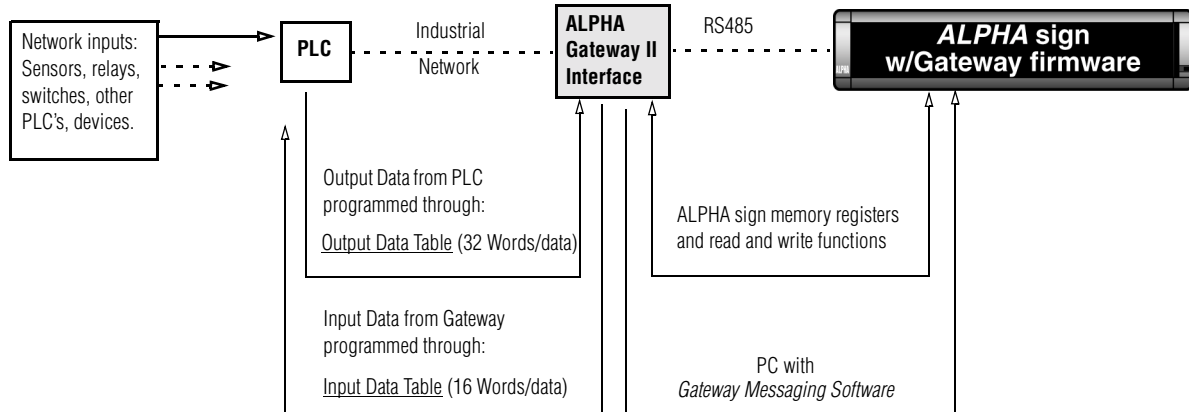 Network inputs:
Sensors, relays,
switches, other
PLC's, devices.
PLC
Industrial
Network
ALPHA
Gateway II
Interface
RS485
ALPHA
ALPHA sign
w/Gateway firmware
Output Data from PLC
programmed through:
Output Data Table (32 Words/data)
ALPHA sign memory registers
and read and write functions
Input Data from Gateway
programmed through:
Input Data Table (16 Words/data)
PC with
Gateway Messaging Software